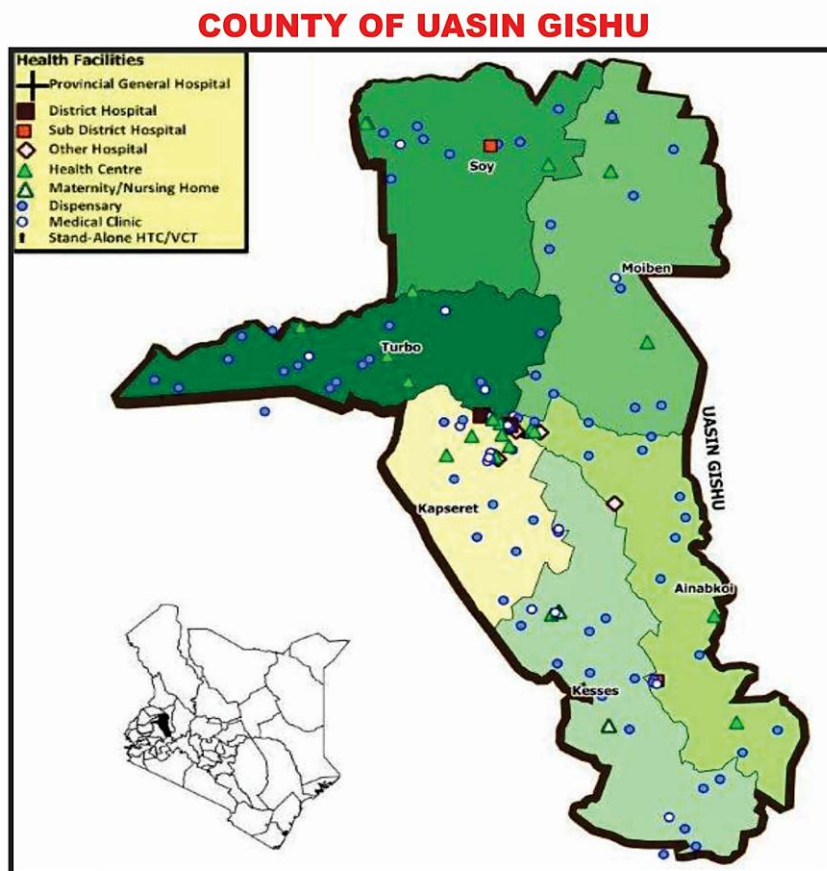 COUNTY OF UASIN GISHU
Health Facilities
Provincial General Hospital
District Hospital
Sub District Hospital
Other Hospital
Health Centre
Maternity/Nursing Home
Dispensary
Medical Clinic
Stand-Alone HTC/VCT
Soy
Moiben
Turbo
UASIN GISHU
Kapseret
Ainabkoi
Kesses